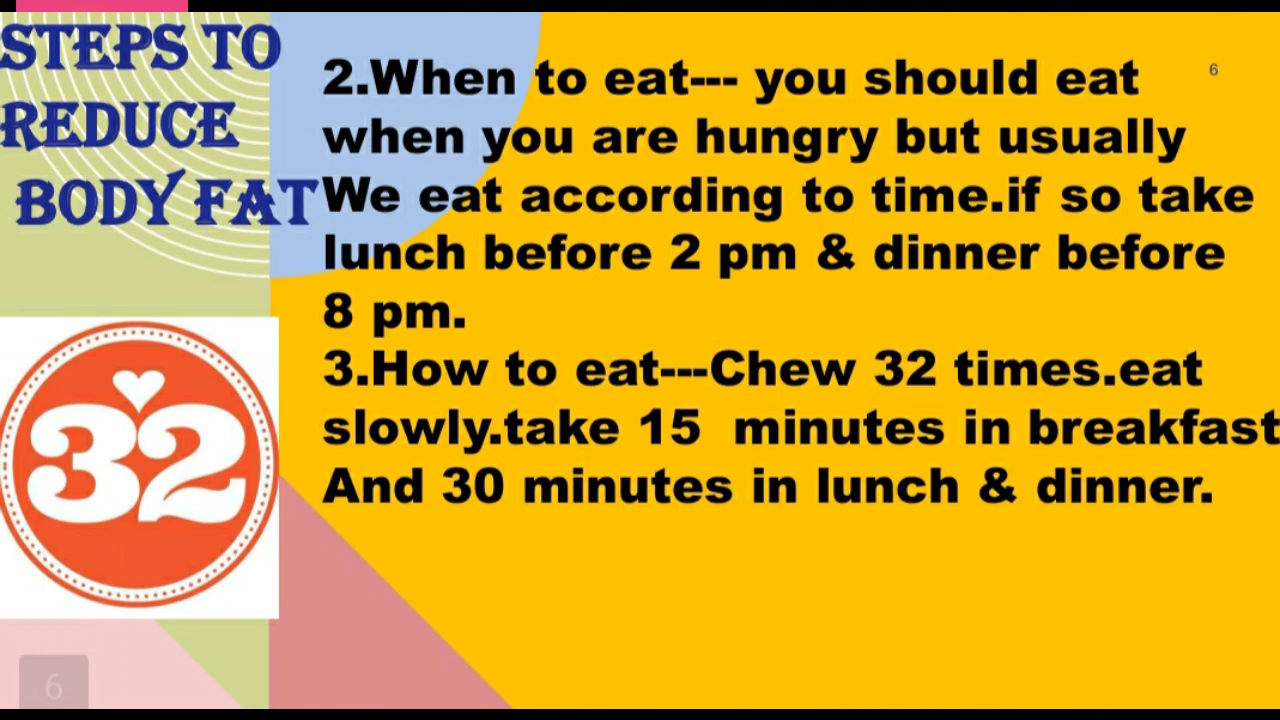 STEPS TO
REDUCE
BODY FAT
2.When to eat--- you should eat
when you are hungry but usually
We eat according to time.if so take
lunch before 2 pm & dinner before
8 pm.
3.How to eat---Chew 32 times.eat
slowly.take 15  minutes in breakfast
And 30 minutes in lunch & dinner.
6
32
6